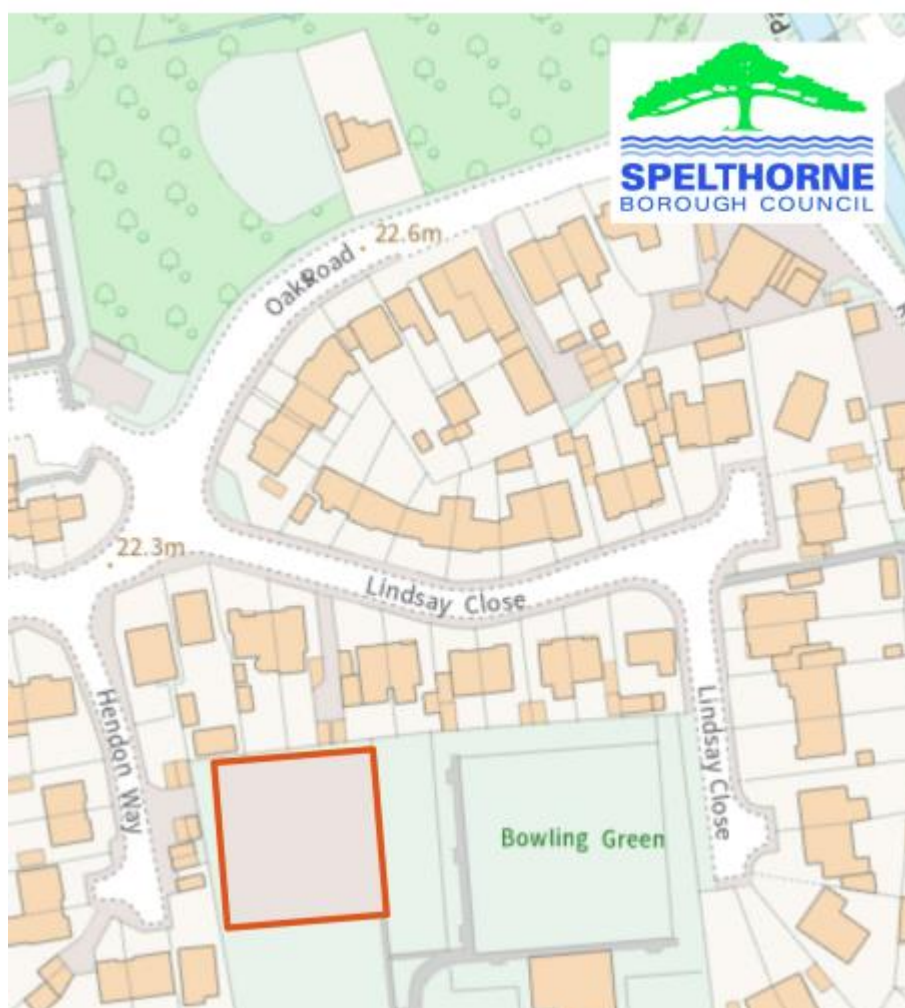 SPELTHORNE
BOROUGH COUNCIL
22.6m
Oak Road
22.3m
Lindsay Close
Hendon Way
Lindsay Close
Bowling Green